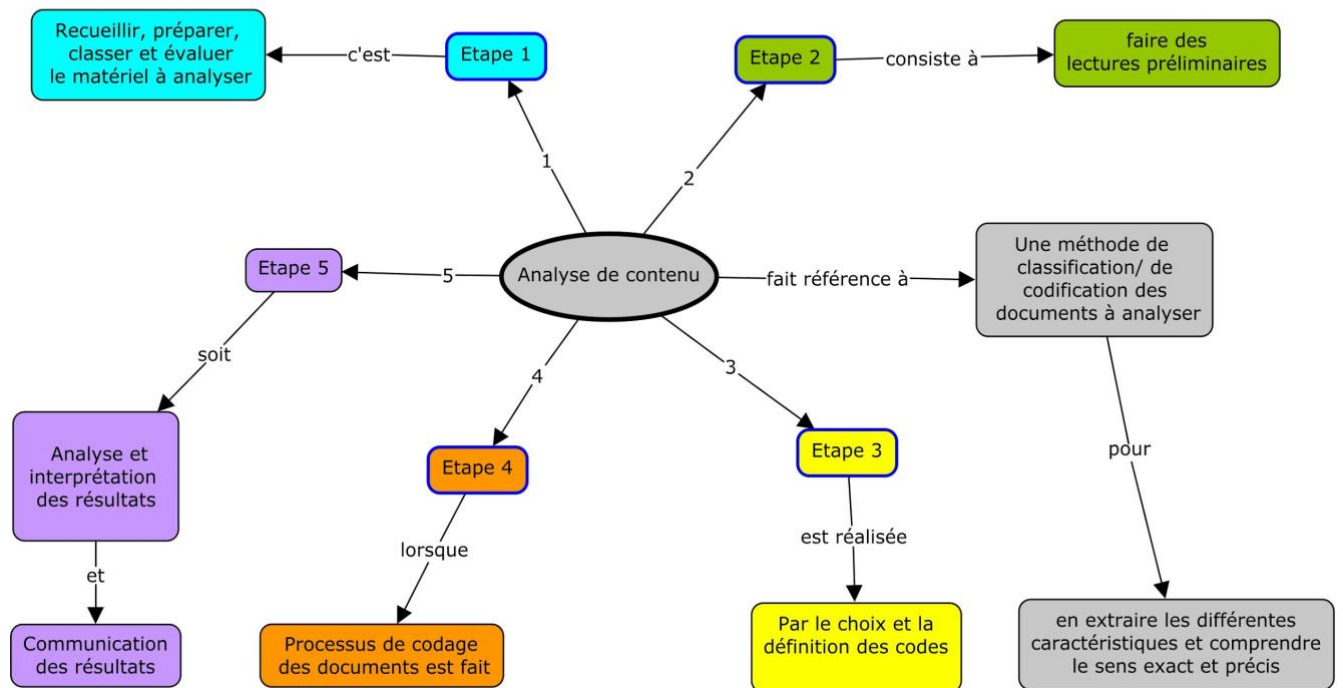 Recueillir, préparer,
classer et évaluer
le matériel à analyser
c'est
Etape 1
Etape 2
consiste à
faire des
lectures préliminaires
1
2
Etape 5
5
Analyse de contenu
fait référence à
Une méthode de
classification/ de
codification des
documents à analyser
soit
4
3
Analyse et
interprétation
des résultats
Etape 4
Etape 3
pour
et
lorsque
est réalisée
Communication
des résultats
Processus de codage
des documents est fait
Par le choix et la
définition des codes
en extraire les différentes
caractéristiques et comprendre
le sens exact et précis